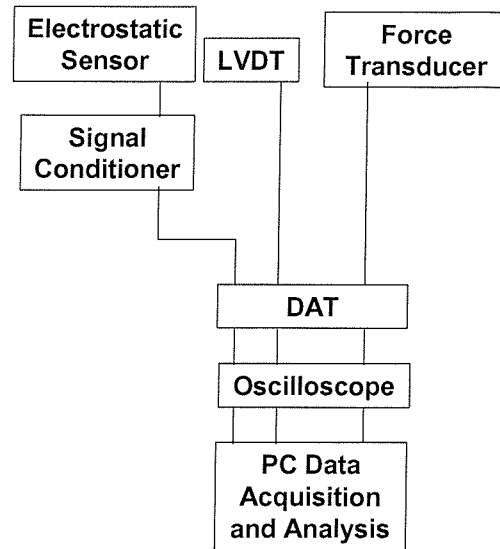 Electrostatic
Sensor
LVDT
Force
Transducer
Signal
Conditioner
DAT
Oscilloscope
PC Data
Acquisition
and Analysis